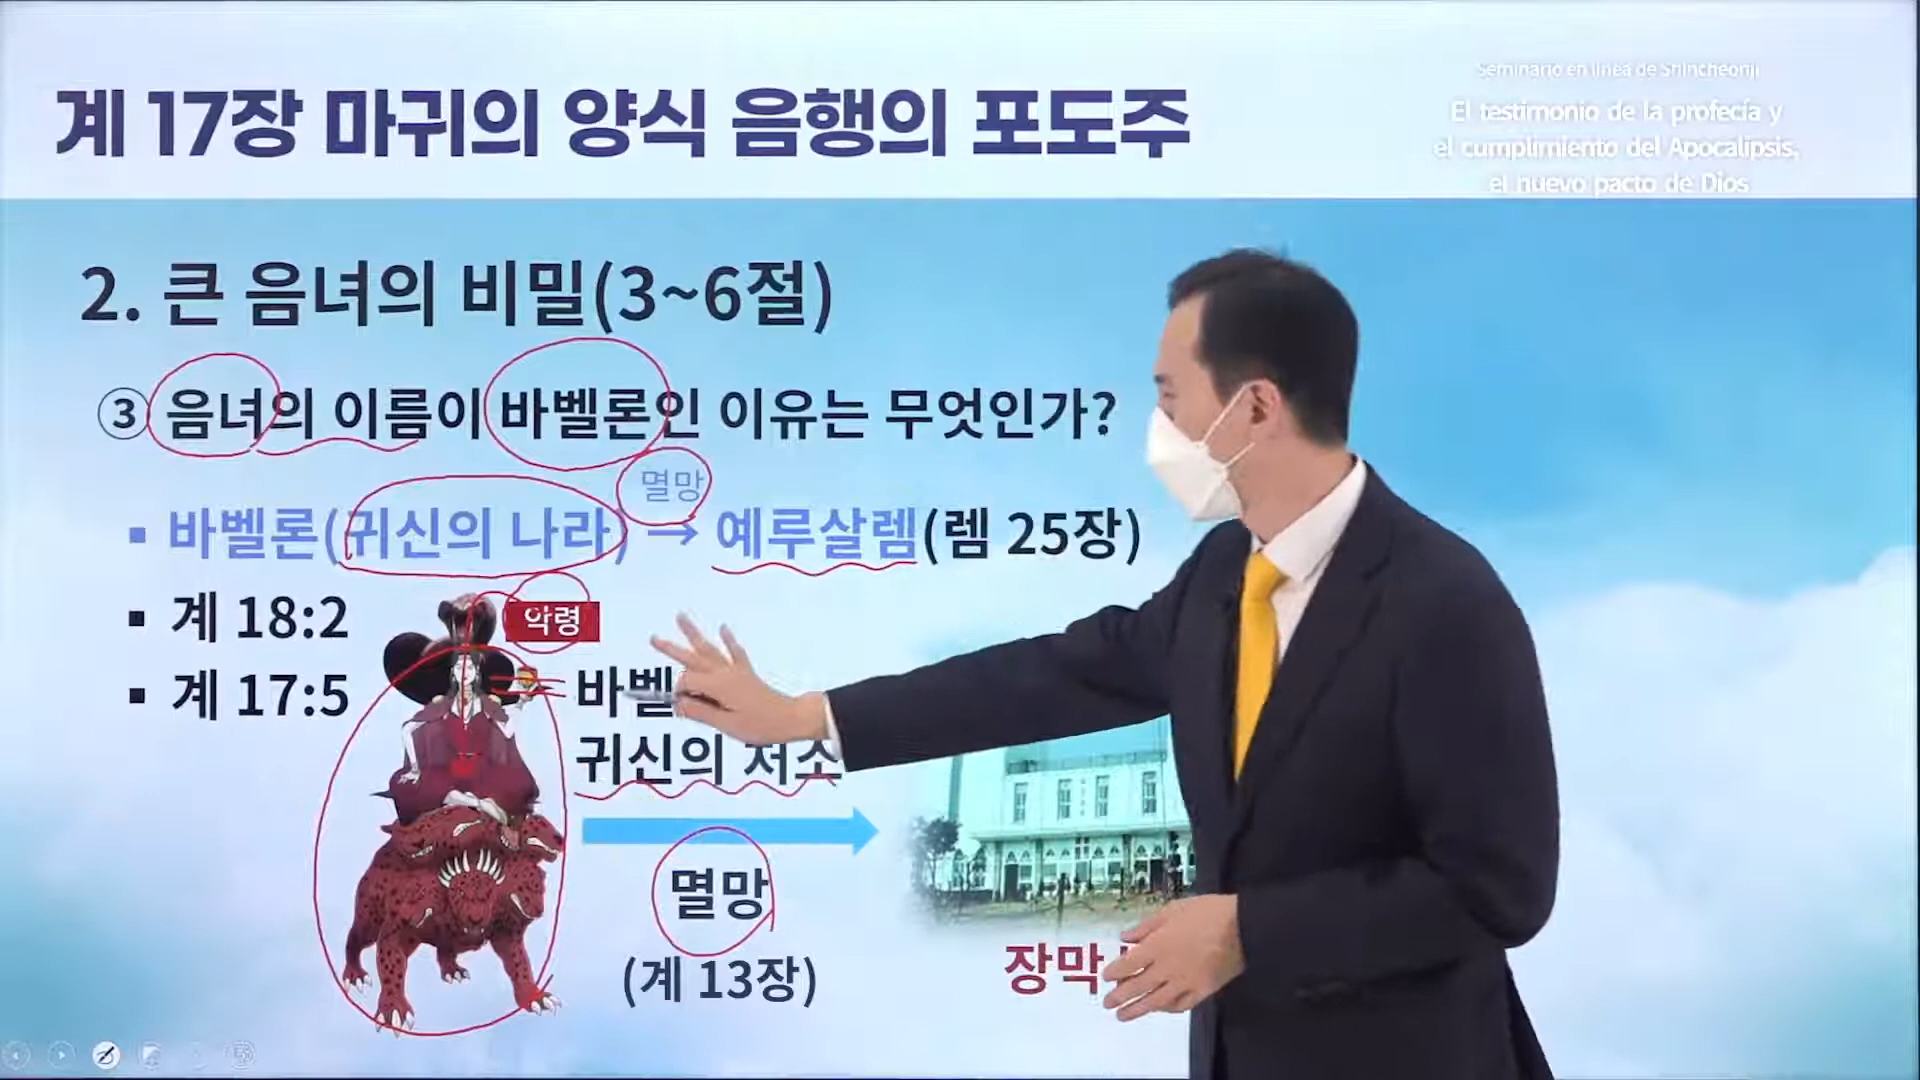 계 17장 마귀의 양식 음행의 포도주
Seminario en línea de Shincheonji
El testimonio de la profecía y
el cumplimiento del Apocalipsis,
el nuevo pacto de Dios
2. 큰 음녀의 비밀(3~6절)
③ 음녀의 이름이 바벨론인 이유는 무엇인가?
멸망
▪ 바벨론(귀신의 나라) → 예루살렘(렘 25장)
▪ 계 18:2
악령
▪ 계 17:5
바벨
귀신의 처소
멸망
(계 13장)
장막